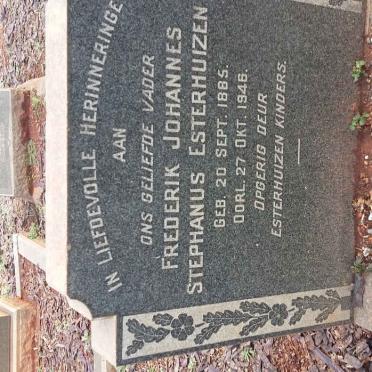 IN LIEFDEVOLLE HERINNERING
AAN
ONS GELIEFDE VADER
FREDERIK JOHANNES
STEPHANUS ESTERHUIZEN
GEB. 20 SEPT. 1885.
OORL. 27 OKT. 1946.
OPGERIG DEUR
ESTERHUIZEN KINDERS.